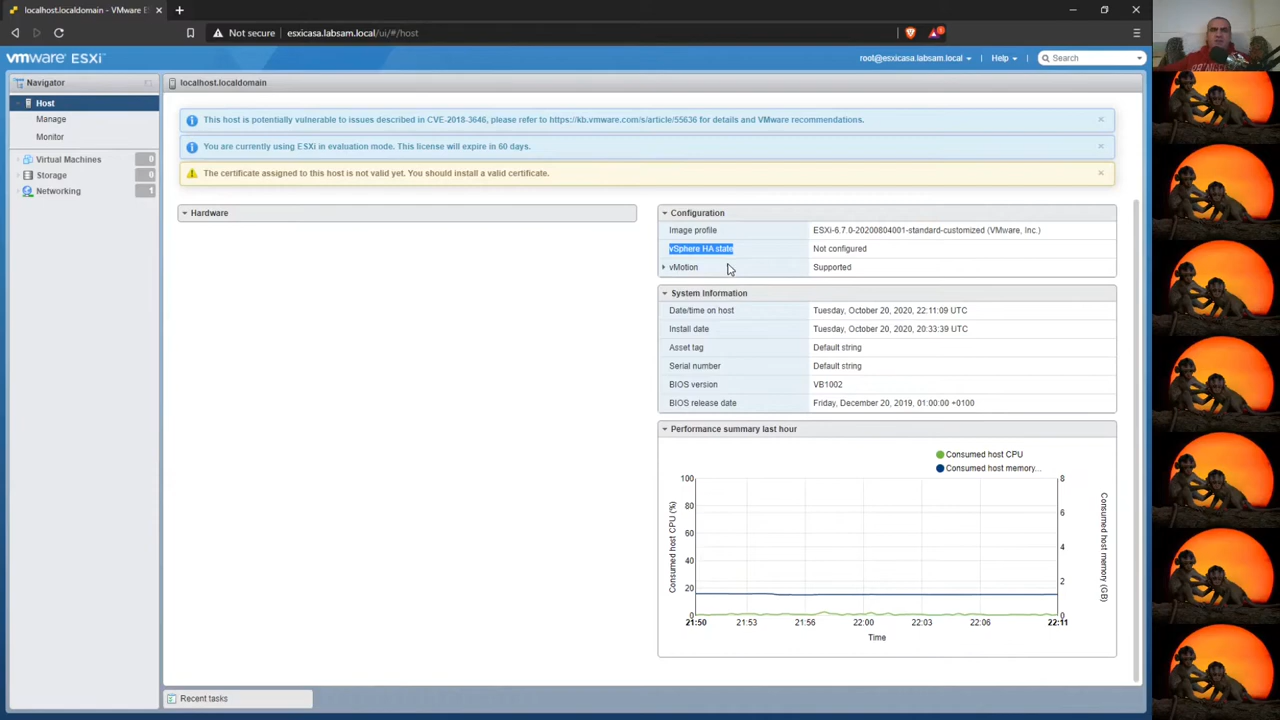 localhost.localdomain - VMware E
Not secure
esxicasa.labsam.local/ui/#/host
vmware ESXi™
root@esxicasa.labsam.local
Help
Search
Navigator
localhost.localdomain
Host
Manage
Monitor
Virtual Machines
0
Storage
0
Networking
1
This host is potentially vulnerable to issues described in CVE-2018-3646, please refer to https://kb.vmware.com/s/article/55636 for details and VMware recommendations.
You are currently using ESXi in evaluation mode. This license will expire in 60 days.
The certificate assigned to this host is not valid yet. You should install a valid certificate.
Hardware
Configuration
Image profile
ESXi-6.7.0-20200804001-standard-customized (VMware, Inc.)
vSphere HA state
Not configured
vMotion
Supported
System Information
Date/time on host
Tuesday, October 20, 2020, 22:11:09 UTC
Install date
Tuesday, October 20, 2020, 20:33:39 UTC
Asset tag
Default string
Serial number
Default string
BIOS version
VB1002
BIOS release date
Friday, December 20, 2019, 01:00:00 +0100
Performance summary last hour
Consumed host CPU
Consumed host memory...
100
80
60
40
20
0
8
6
4
2
0
Consumed host CPU (%)
Consumed host memory (GB)
21:50
21:53
21:56
22:00
22:03
22:06
22:11
Time
Recent tasks